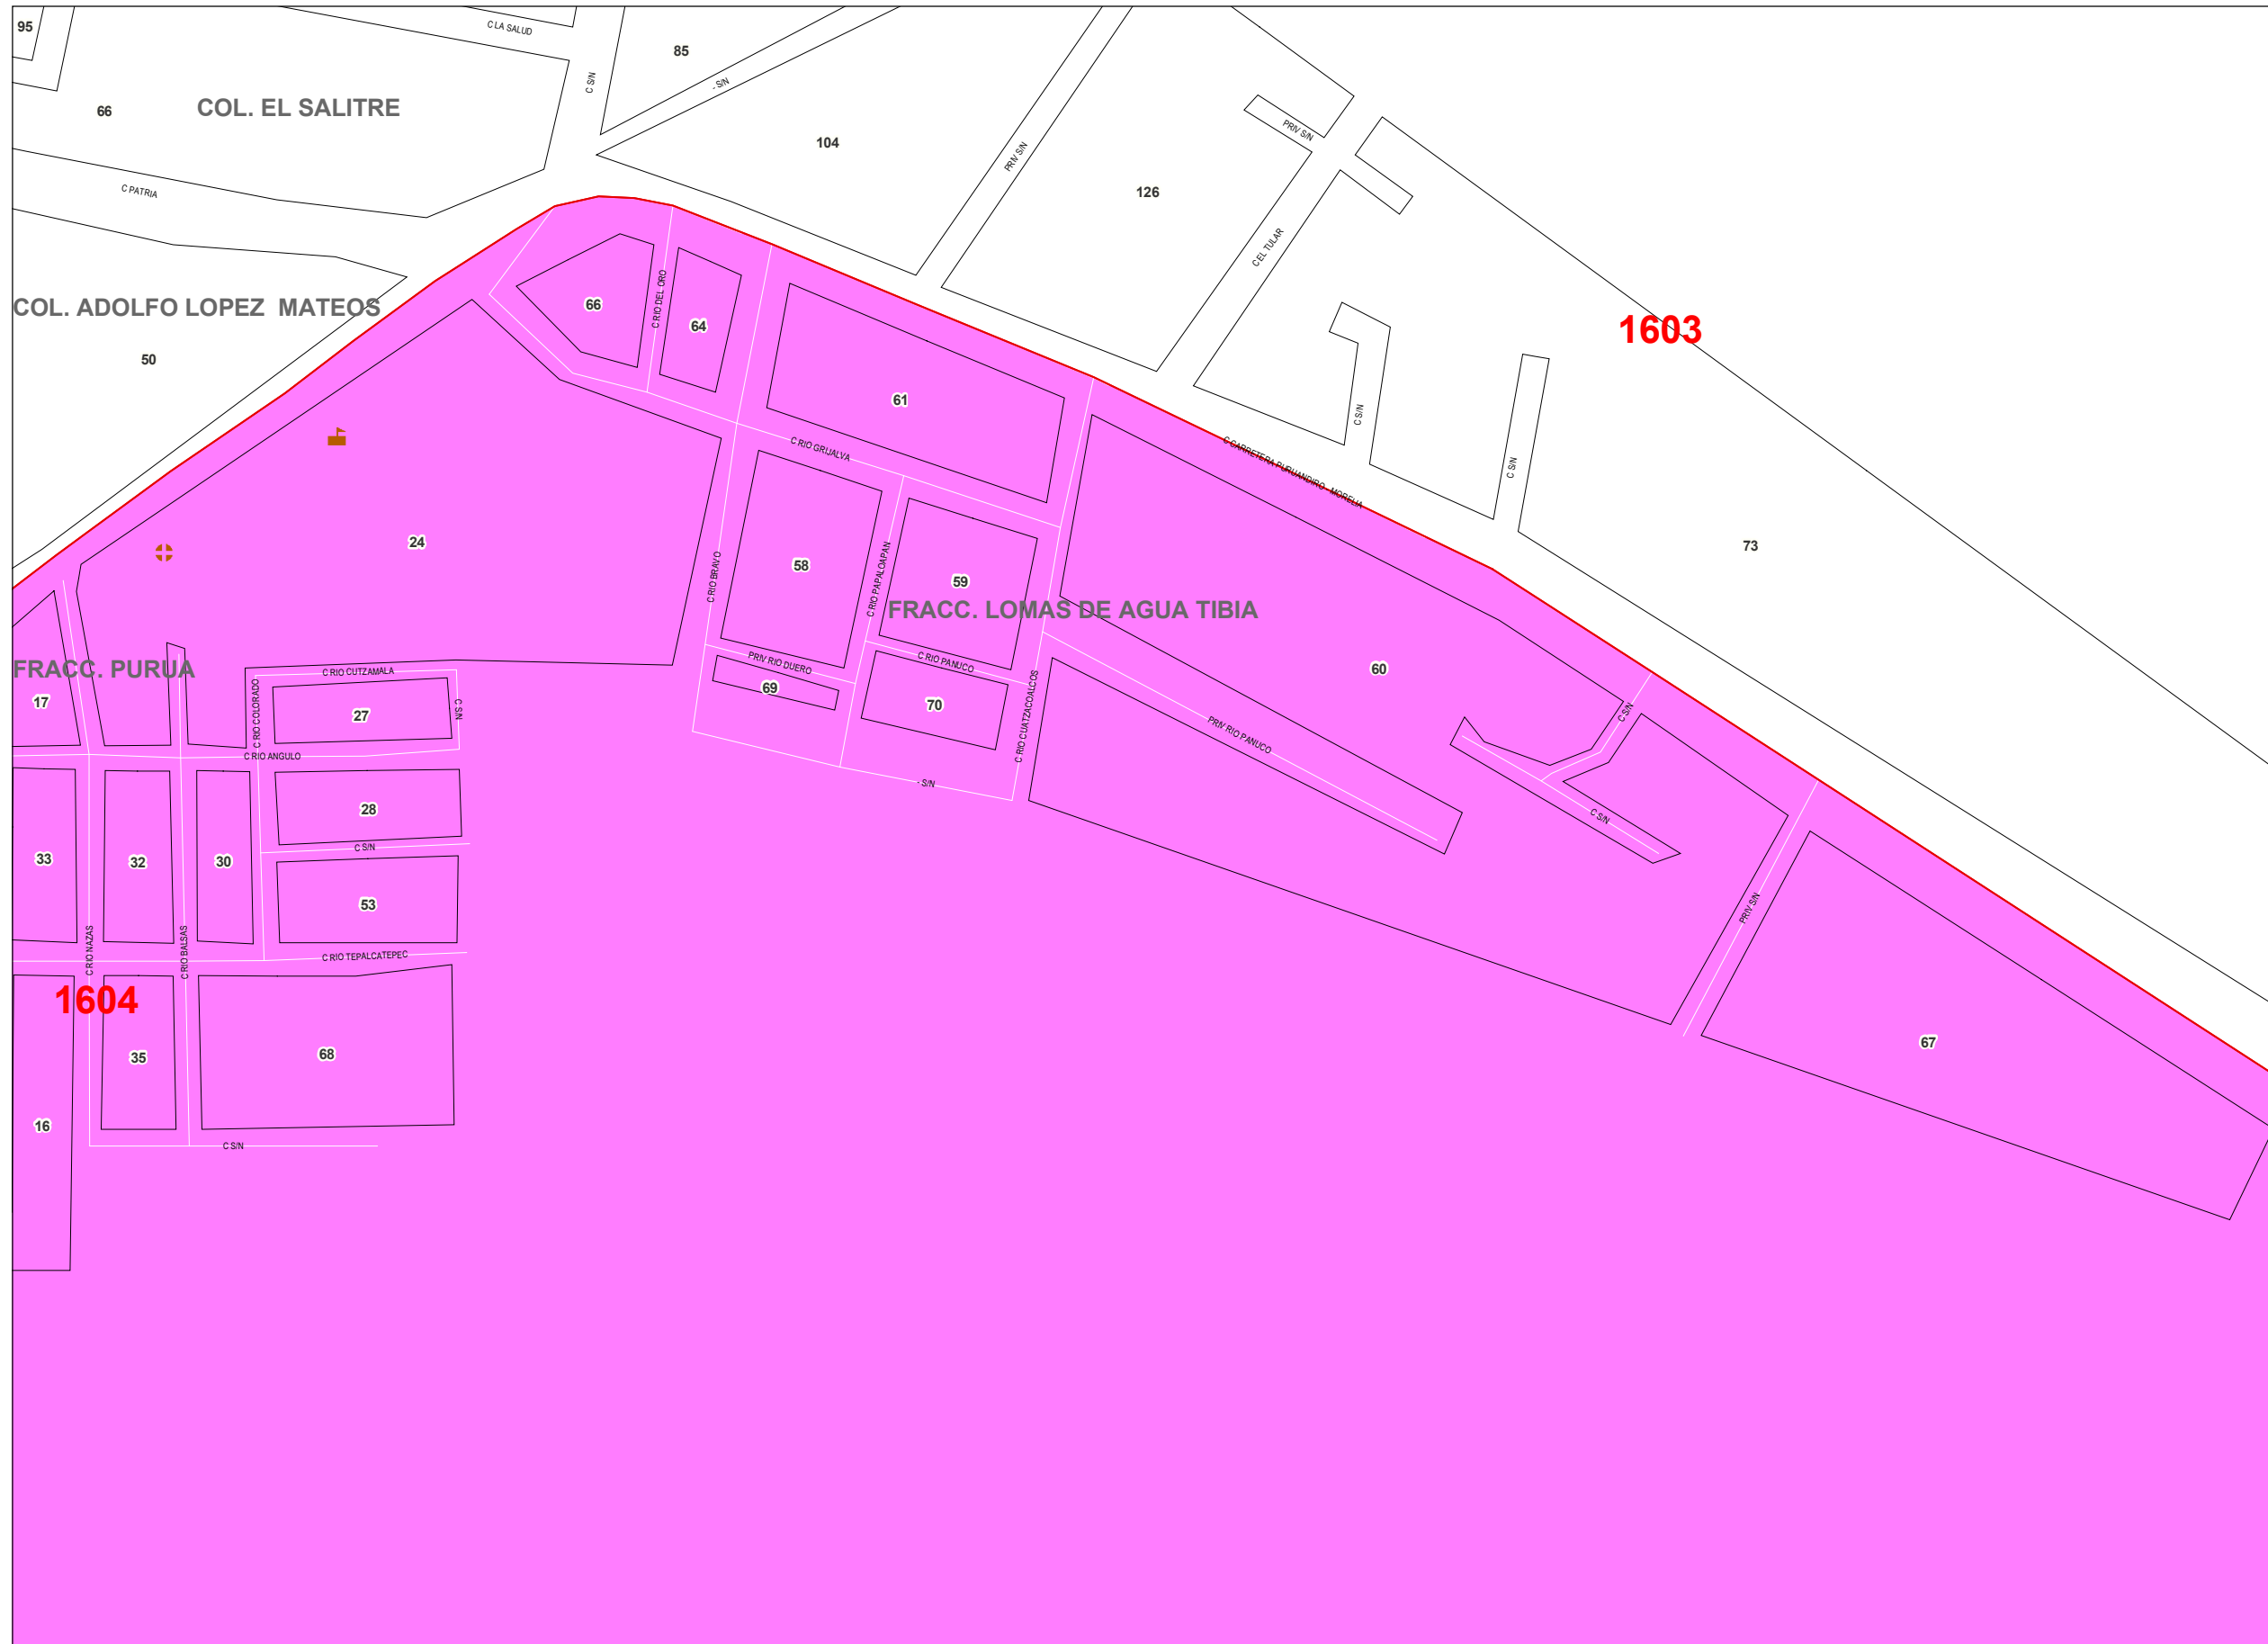 95
C LA SALUD
85
C S/N
- S/N
66
COL. EL SALITRE
104
PRIV S/N
PRIV S/N
126
C PATRIA
C EL TULAR
COL. ADOLFO LOPEZ  MATEOS
50
66
C RIO DEL ORO
64
1603
61
C RIO GRIJALVA
C S/N
C S/N
C CARRETERA PURUANDIRO - MORELIA
24
73
58
C RIO BRAVO
C RIO PAPALOAPAN
59
FRACC. LOMAS DE AGUA TIBIA
FRACC. PURUA
17
C RIO CUTZAMALA
C RIO COLORADO
27
C S/N
PRIV RIO DUERO
69
C RIO PANUCO
70
C RIO CUATZACOALCOS
60
PRIV RIO PANUCO
C S/N
C RIO ANGULO
- S/N
28
C S/N
C S/N
33
32
30
53
PRIV S/N
C RIO NAZAS
C RIO BALSAS
C RIO TEPALCATEPEC
1604
35
68
67
16
C S/N